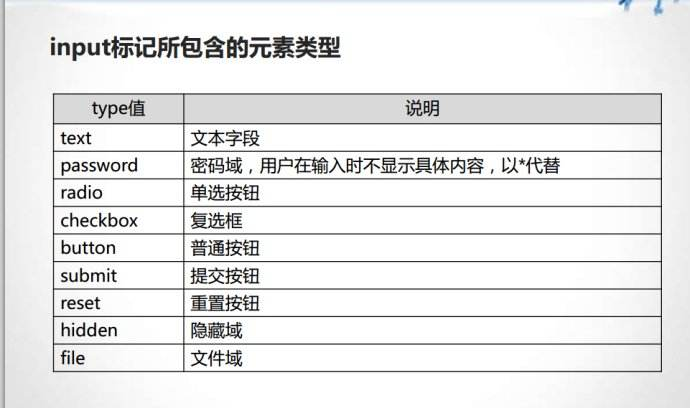 input标记所包含的元素类型
type值 说明
text 文本字段
password 密码域，用户在输入时不显示具体内容，以*代替
radio 单选按钮
checkbox 复选框
button 普通按钮
submit 提交按钮
reset 重置按钮
hidden 隐藏域
file 文件域